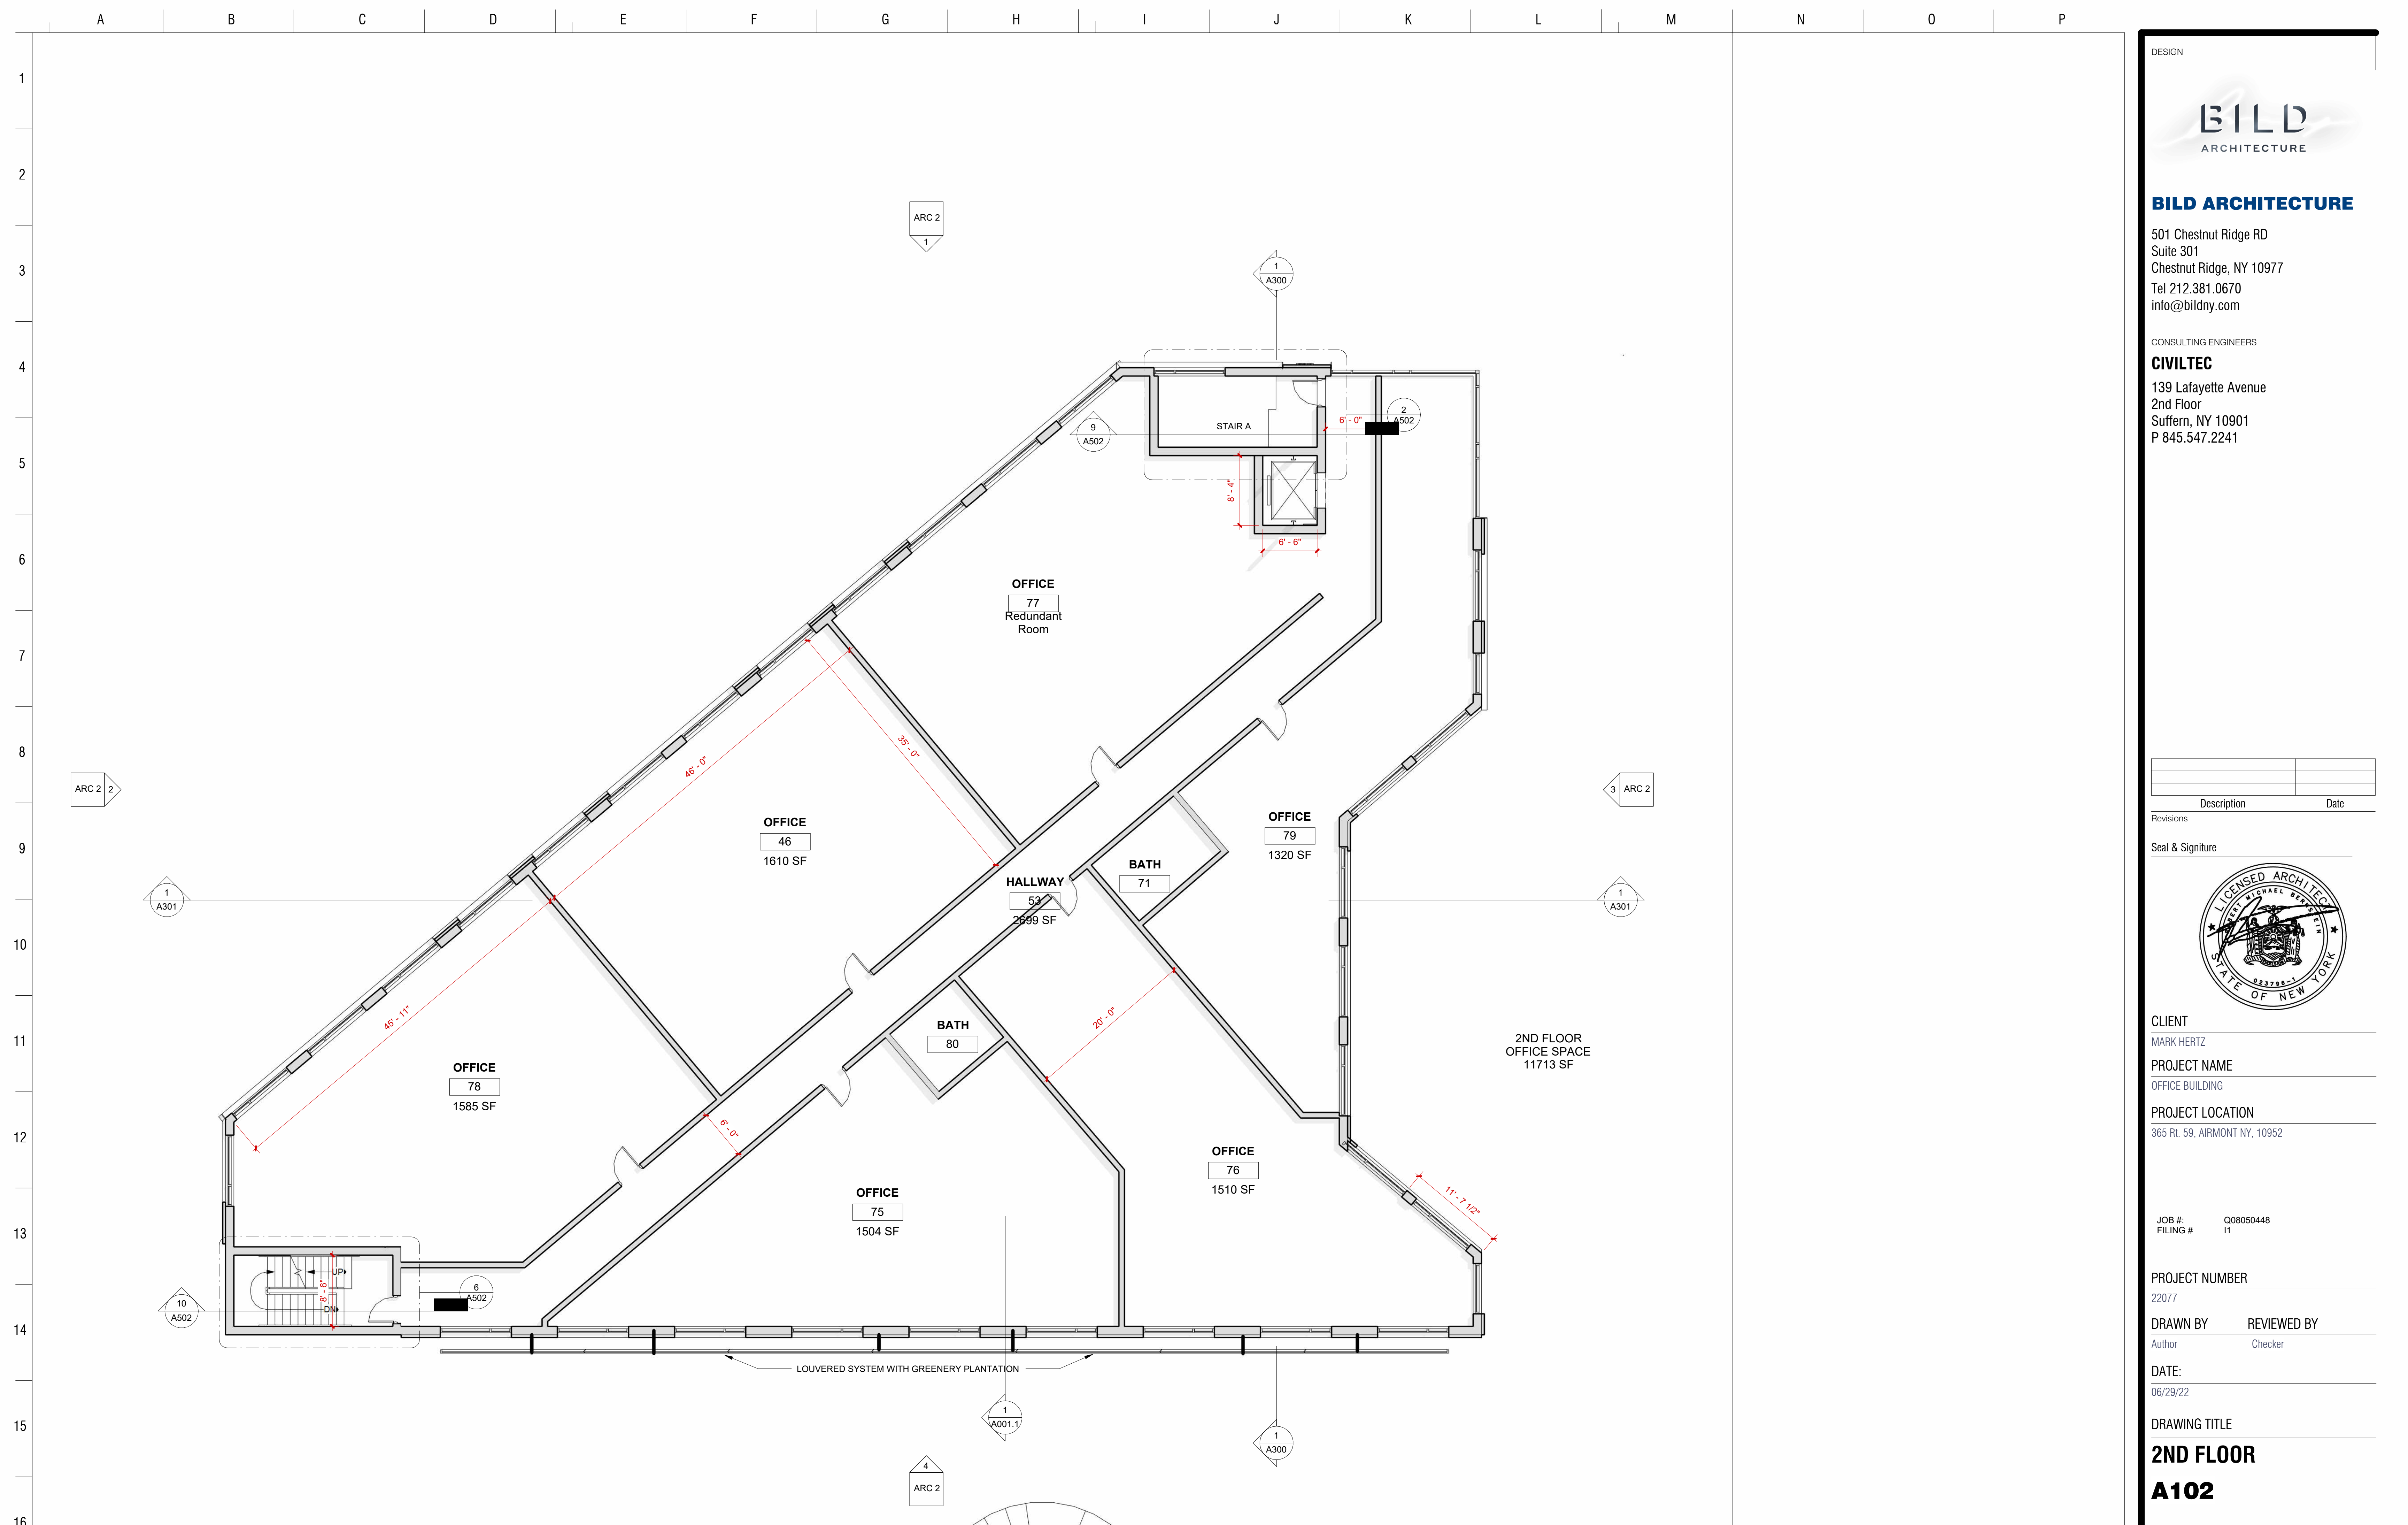 A B C D E F G H I J K L M N O P
1
2
3
4
5
6
7
8
9
10
11
12
13
14
15
16
ARC 2
1
1
A300
9
A502
STAIR A
6' - 0"
2
A502
8' - 4"
6' - 6"
OFFICE
77
Redundant
Room
35' - 0"
46' - 0"
ARC 2 2
3 ARC 2
OFFICE
46
1610 SF
OFFICE
79
1320 SF
BATH
71
HALLWAY
53
2699 SF
1
A301
1
A301
45' - 11"
20' - 0"
BATH
80
2ND FLOOR
OFFICE SPACE
11713 SF
OFFICE
78
1585 SF
6' - 0"
OFFICE
76
1510 SF
11' - 7 1/2"
OFFICE
75
1504 SF
UP
8' - 6"
DN
6
A502
10
A502
LOUVERED SYSTEM WITH GREENERY PLANTATION
1
A001.1
1
A300
4
ARC 2
DESIGN
BILD
ARCHITECTURE
BILD ARCHITECTURE
501 Chestnut Ridge RD
Suite 301
Chestnut Ridge, NY 10977
Tel 212.381.0670
info@bildny.com
CONSULTING ENGINEERS
CIVILTEC
139 Lafayette Avenue
2nd Floor
Suffern, NY 10901
P 845.547.2241
Description Date
Revisions
Seal & Signiture
LICENSED ARCHITECT
MICHAEL
STATE OF NEW YORK
CLIENT
MARK HERTZ
PROJECT NAME
OFFICE BUILDING
PROJECT LOCATION
365 Rt. 59, AIRMONT NY, 10952
JOB #: Q08050448
FILING # I1
PROJECT NUMBER
22077
DRAWN BY REVIEWED BY
Author Checker
DATE:
06/29/22
DRAWING TITLE
2ND FLOOR
A102